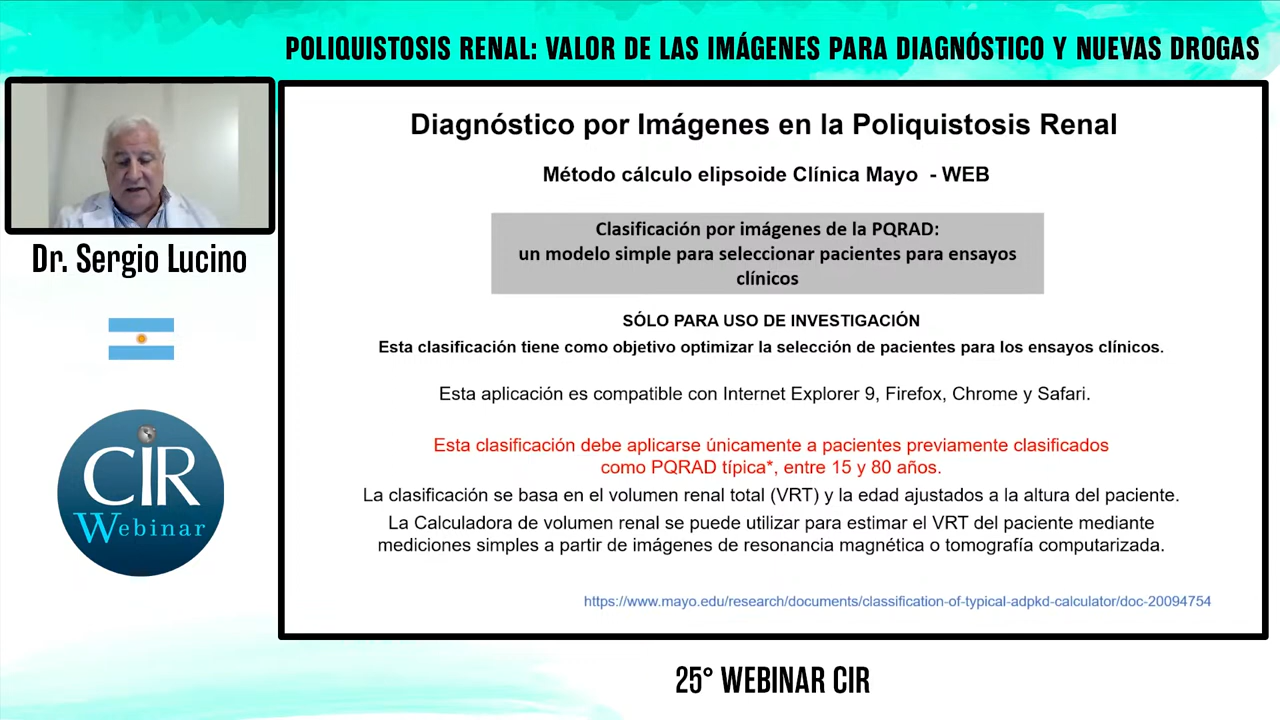 POLIQUISTOSIS RENAL: VALOR DE LAS IMÁGENES PARA DIAGNÓSTICO Y NUEVAS DROGAS
Dr. Sergio Lucino
CIR
Webinar
Diagnóstico por Imágenes en la Poliquistosis Renal
Método cálculo elipsoide Clínica Mayo - WEB
Clasificación por imágenes de la PQRAD:
un modelo simple para seleccionar pacientes para ensayos
clínicos
SÓLO PARA USO DE INVESTIGACIÓN
Esta clasificación tiene como objetivo optimizar la selección de pacientes para los ensayos clínicos.
Esta aplicación es compatible con Internet Explorer 9, Firefox, Chrome y Safari.
Esta clasificación debe aplicarse únicamente a pacientes previamente clasificados
como PQRAD típica*, entre 15 y 80 años.
La clasificación se basa en el volumen renal total (VRT) y la edad ajustados a la altura del paciente.
La Calculadora de volumen renal se puede utilizar para estimar el VRT del paciente mediante
mediciones simples a partir de imágenes de resonancia magnética o tomografía computarizada.
https://www.mayo.edu/research/documents/classification-of-typical-adpkd-calculator/doc-20094754
25° WEBINAR CIR